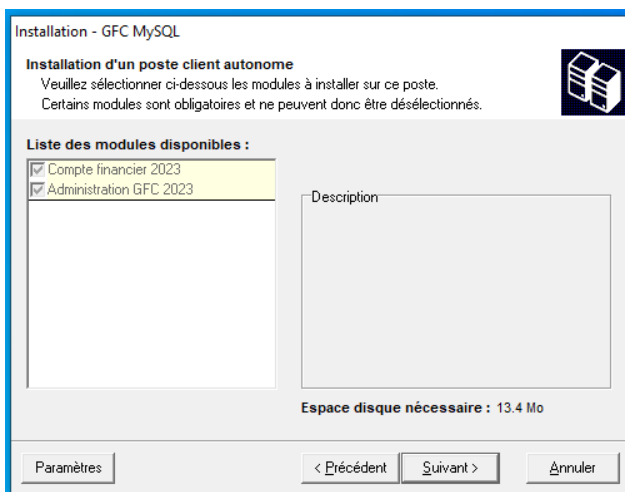 Installation - GFC MySQL
Installation d'un poste client autonome
Veuillez sélectionner ci-dessous les modules à installer sur ce poste.
Certains modules sont obligatoires et ne peuvent donc être désélectionnés.
Liste des modules disponibles :
Compte financier 2023
Administration GFC 2023
Description
Espace disque nécessaire : 13.4 Mo
Paramètres
< Précédent
Suivant >
Annuler